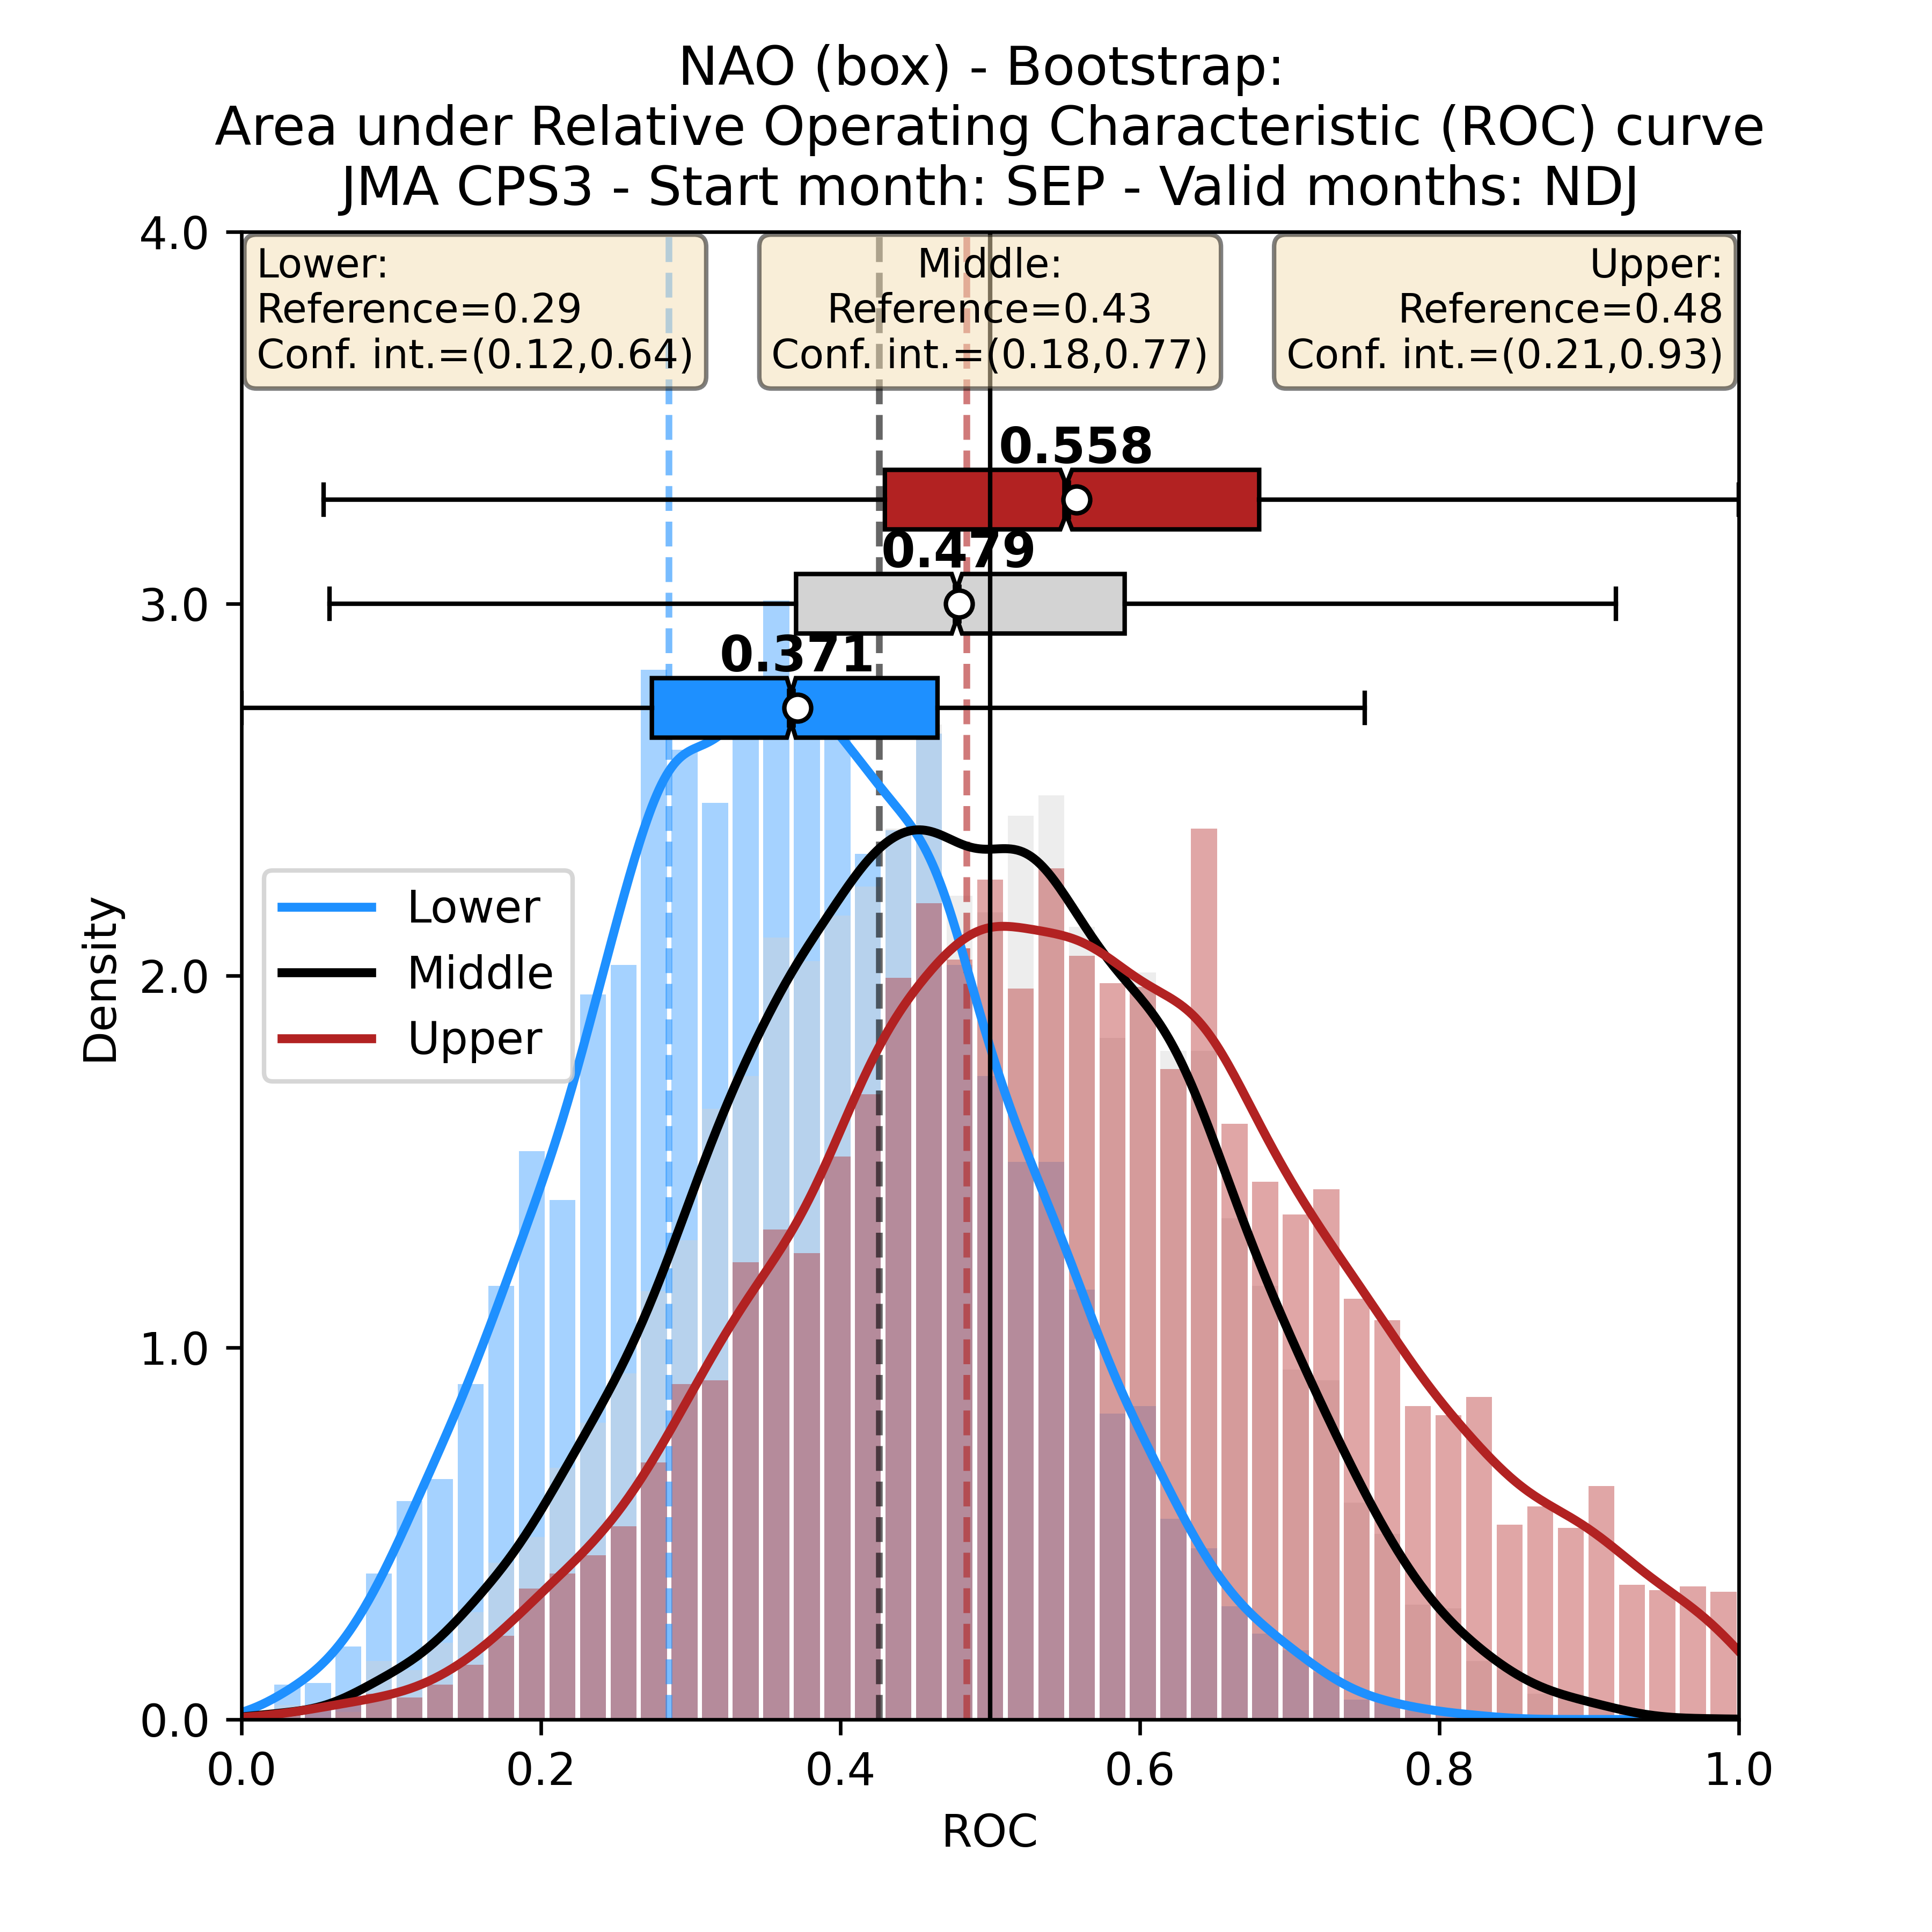 NAO (box) - Bootstrap:
Area under Relative Operating Characteristic (ROC) curve
JMA CPS3 - Start month: SEP - Valid months: NDJ
4.0
Lower:
Reference=0.29
Conf. int.=(0.12,0.64)
Middle:
Reference=0.43
Conf. int.=(0.18,0.77)
Upper:
Reference=0.48
Conf. int.=(0.21,0.93)
0.558
0.479
3.0
0.371
Lower
Middle
Upper
Density
2.0
1.0
0.0
0.0 0.2 0.4 0.6 0.8 1.0
ROC